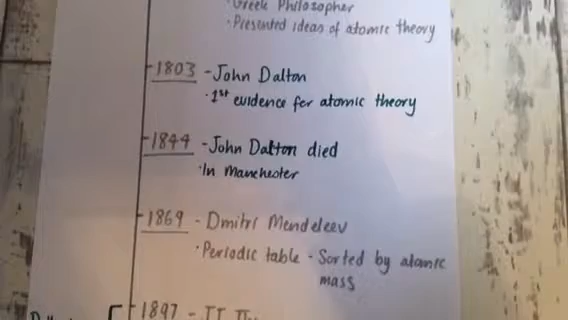 Greek Philosopher
· Presented ideas of atomic theory
1803 - John Dalton
· 1st evidence for atomic theory
1844 - John Dalton died
· In Manchester
1869 - Dmitri Mendeleev
· Periodic table - Sorted by atomic
mass
1897 -